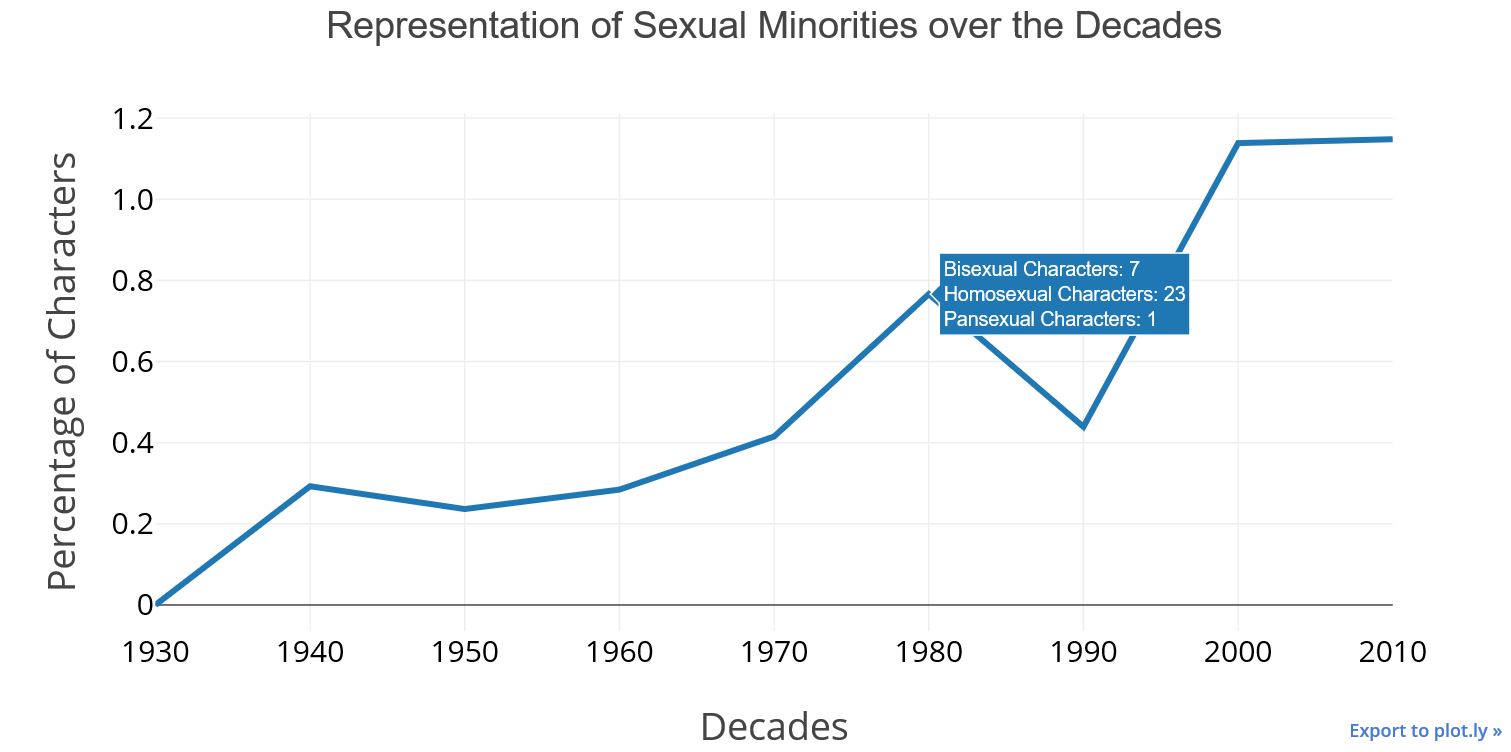 Representation of Sexual Minorities over the Decades
Percentage of Characters
1.2
1.0
0.8
0.6
0.4
0.2
0
Bisexual Characters: 7
Homosexual Characters: 23
Pansexual Characters: 1
1930 1940 1950 1960 1970 1980 1990 2000 2010
Decades
Export to plot.ly »